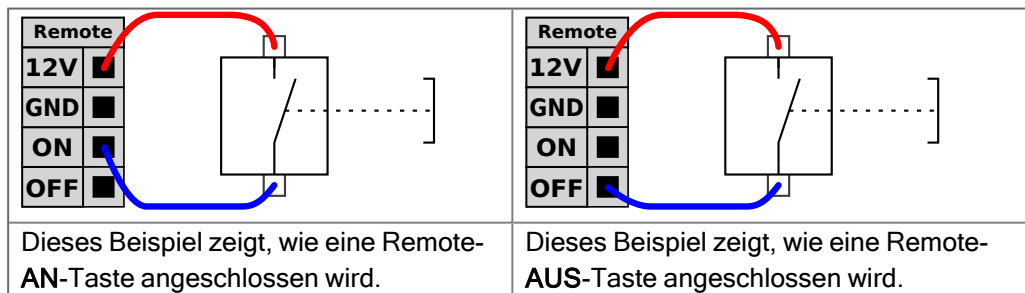 Remote
12V
GND
ON
OFF
Dieses Beispiel zeigt, wie eine Remote-
AN-Taste angeschlossen wird.
Remote
12V
GND
ON
OFF
Dieses Beispiel zeigt, wie eine Remote-
AUS-Taste angeschlossen wird.